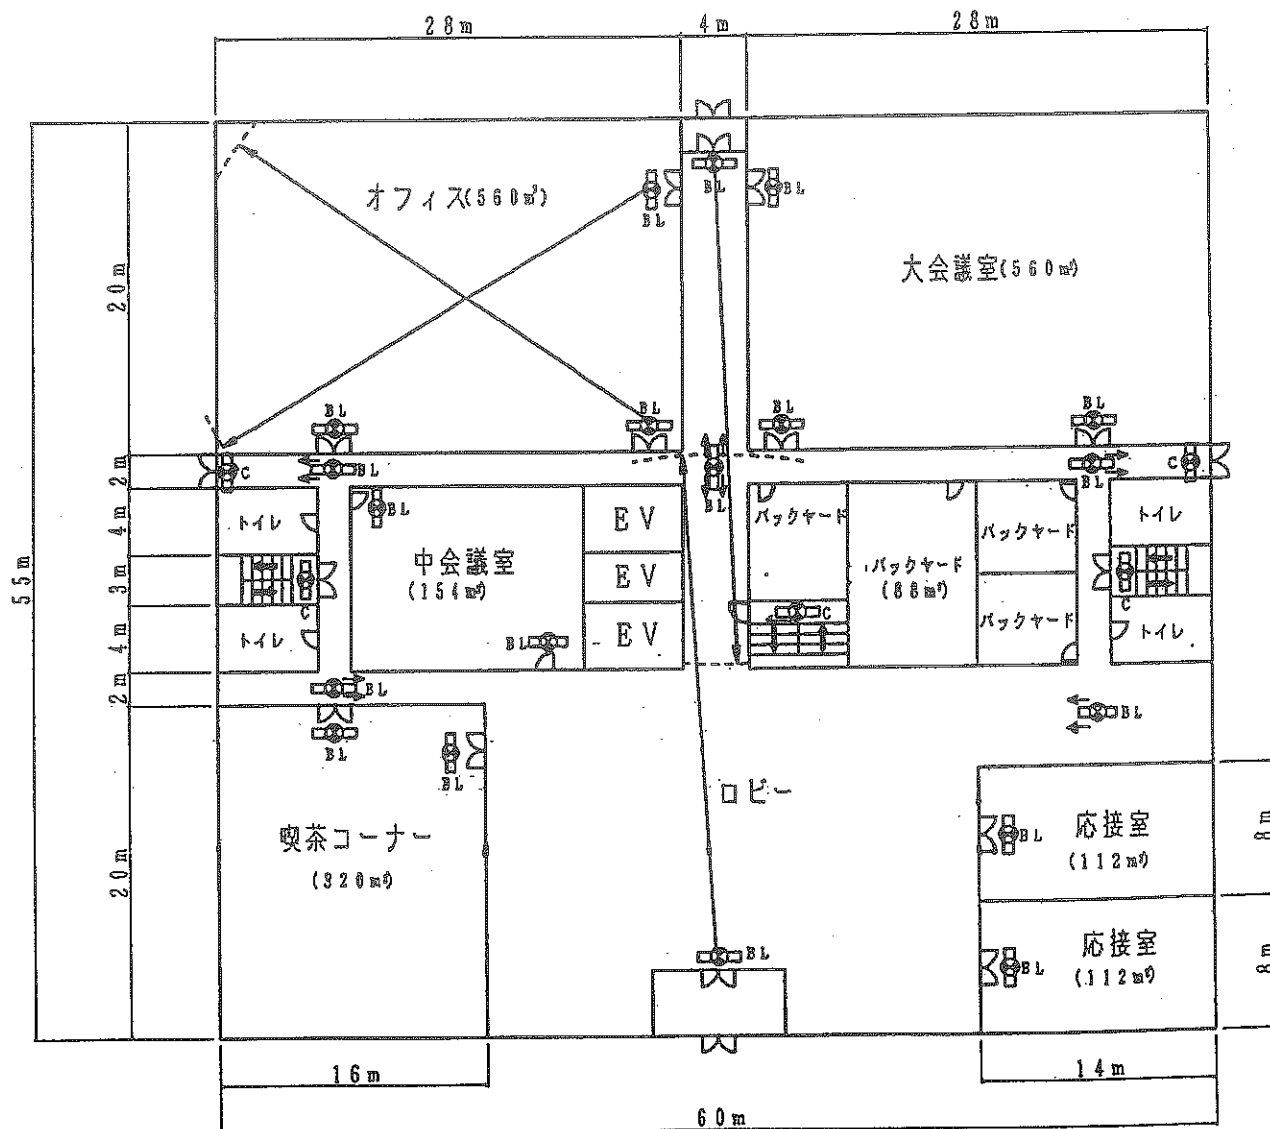 28m 4m 28m
BL
オフィス(560㎡)
BL
BL
大会議室(560㎡)
20m
BL
BL
BL
BL
2m
C
BL
BL
BL
C
4m
トイレ
BL
EV
バックヤード
バックヤード
トイレ
中会議室
(154㎡)
EV
バックヤード
(88㎡)
55m
3m
C
C
C
4m
トイレ
BL
EV
バックヤード
トイレ
2m
BL
BL
BL
BL
ロビー
喫茶コーナー
(320㎡)
20m
BL
応接室
(112㎡)
8m
BL
応接室
(112㎡)
BL
8m
16m
14m
60m